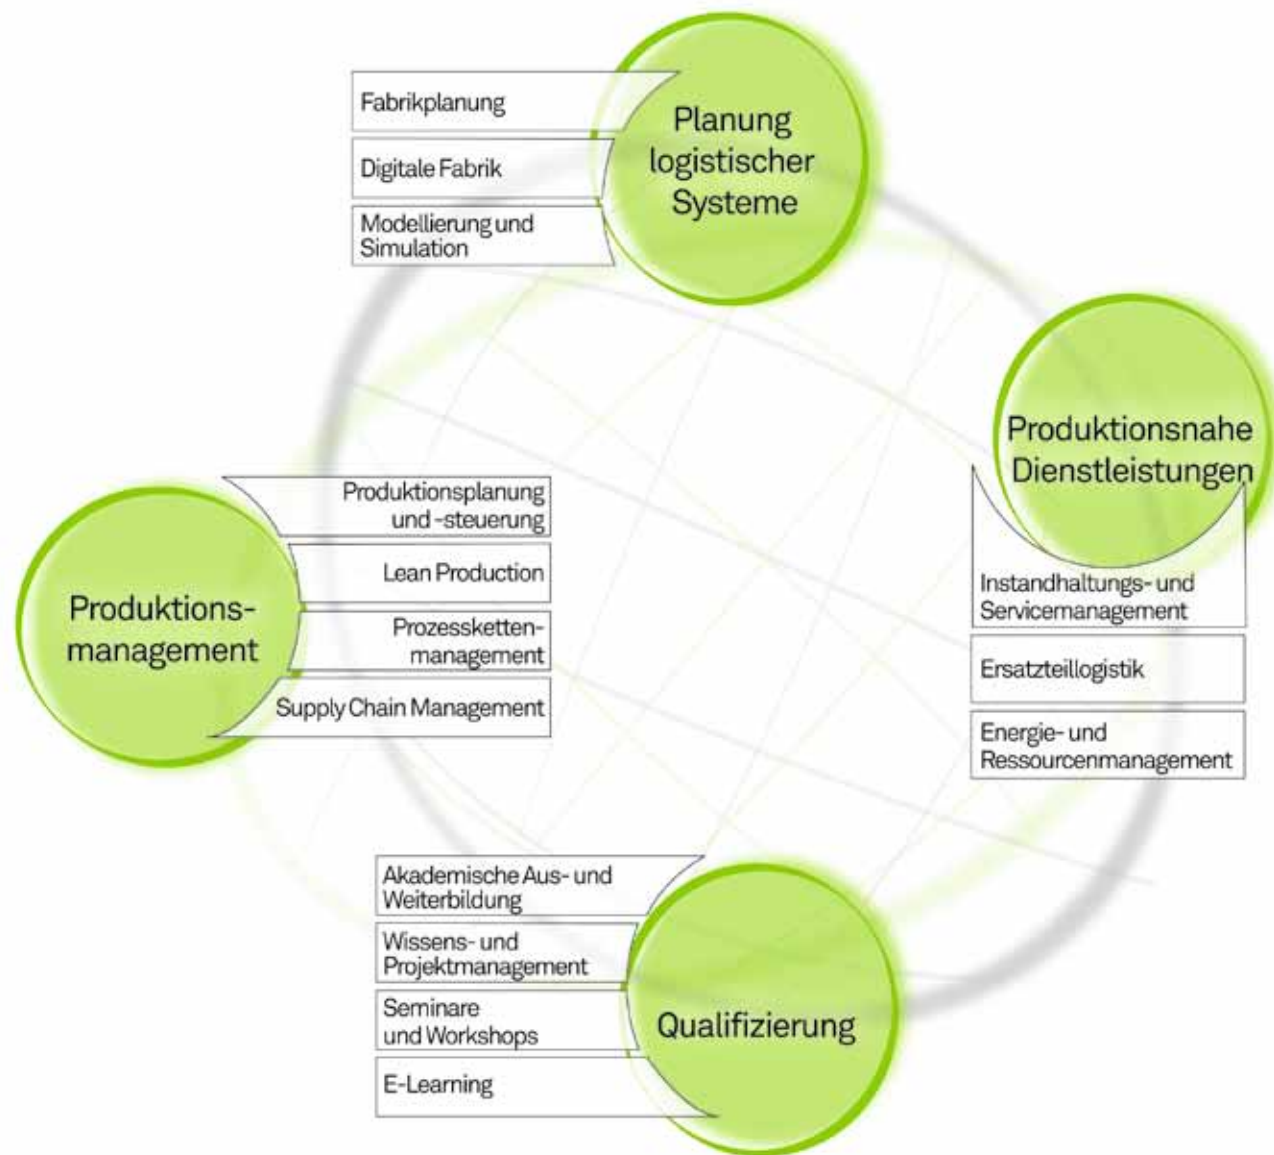 Fabrikplanung
Digitale Fabrik
Modellierung und
Simulation
Planung
logistischer
Systeme
Produktionsnahe
Dienstleistungen
Instandhaltungs- und
Servicemanagement
Ersatzteillogistik
Energie- und
Ressourcenmanagement
Produktions-
management
Produktionsplanung
und -steuerung
Lean Production
Prozessketten-
management
Supply Chain Management
Akademische Aus- und
Weiterbildung
Wissens- und
Projektmanagement
Seminare
und Workshops
E-Learning
Qualifizierung